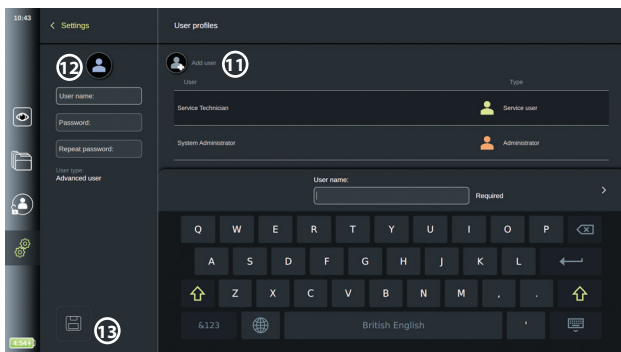 10:43
Settings
User profiles
12
11
Add user
User
Type
User name:
Password:
Repeat password:
User type:
Advanced user
Service Technician
Service user
System Administrator
Administrator
User name:
Required
Q W E R T Y U I O P
A S D F G H J K L
Z X C V B N M , .
&123
British English
'
13
4:54+